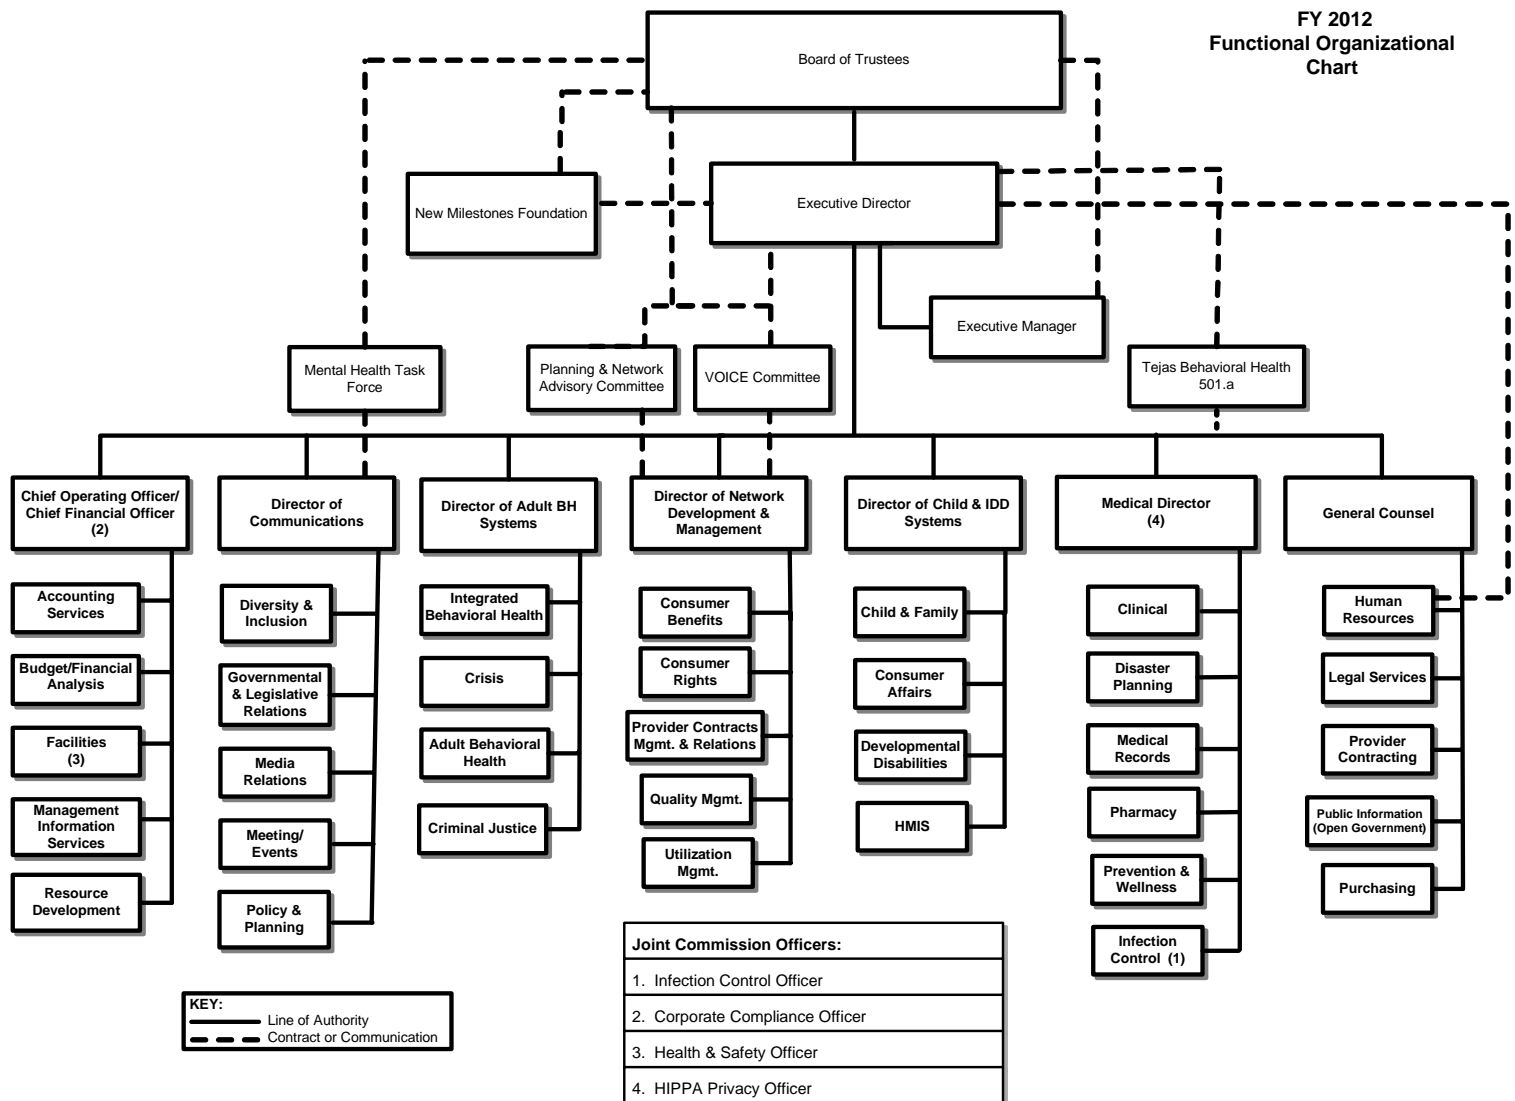 FY 2012
Functional Organizational
Chart
Board of Trustees
New Milestones Foundation
Executive Director
Executive Manager
Mental Health Task
Force
Planning & Network
Advisory Committee
VOICE Committee
Tejas Behavioral Health
501.a
Chief Operating Officer/
Chief Financial Officer
(2)
Director of
Communications
Director of Adult BH
Systems
Director of Network
Development &
Management
Director of Child & IDD
Systems
Medical Director
(4)
General Counsel
Accounting
Services
Budget/Financial
Analysis
Facilities
(3)
Management
Information
Services
Resource
Development
Diversity &
Inclusion
Governmental
& Legislative
Relations
Media
Relations
Meeting/
Events
Policy &
Planning
Integrated
Behavioral Health
Crisis
Adult Behavioral
Health
Criminal Justice
Consumer
Benefits
Consumer
Rights
Provider Contracts
Mgmt. & Relations
Quality Mgmt.
Utilization
Mgmt.
Child & Family
Consumer
Affairs
Developmental
Disabilities
HMIS
Clinical
Disaster
Planning
Medical
Records
Pharmacy
Prevention &
Wellness
Infection
Control (1)
Human
Resources
Legal Services
Provider
Contracting
Public Information
(Open Government)
Purchasing
KEY:
Line of Authority
Contract or Communication
Joint Commission Officers:
1. Infection Control Officer
2. Corporate Compliance Officer
3. Health & Safety Officer
4. HIPPA Privacy Officer